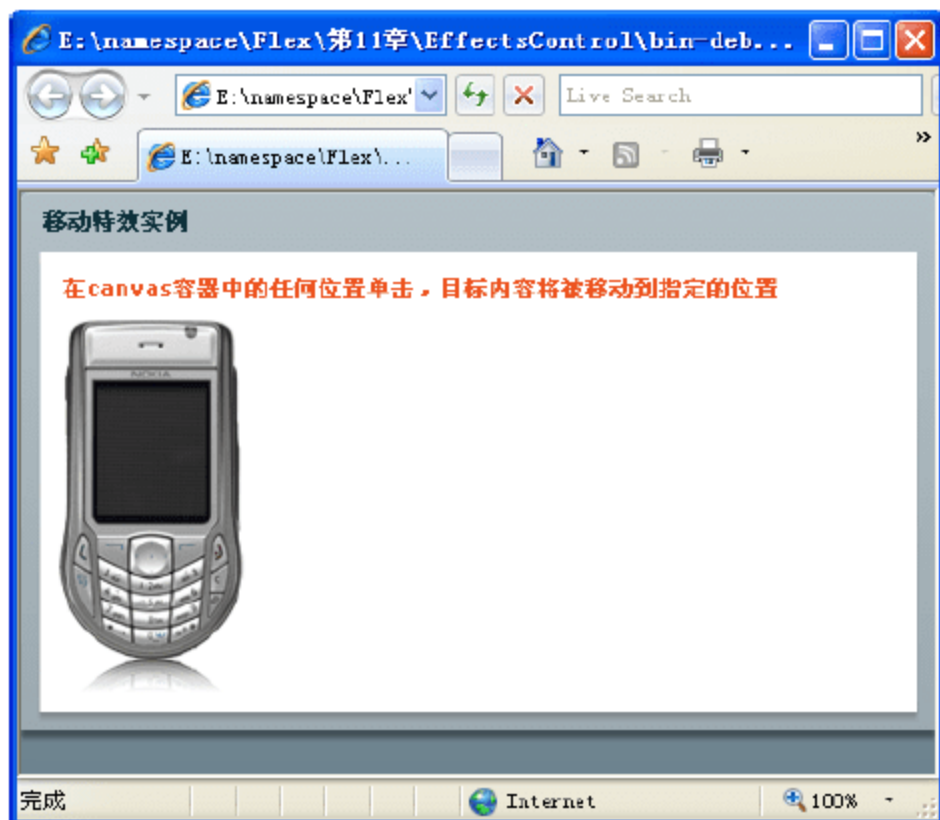 E:\namespace\Flex\第11章\EffectsControl\bin-deb...
E:\namespace\Flex'
Live Search
»
E:\namespace\Flex\...
移动特效实例
在canvas容器中的任何位置单击，目标内容将被移动到指定的位置
NOKIA
完成
Internet
100%